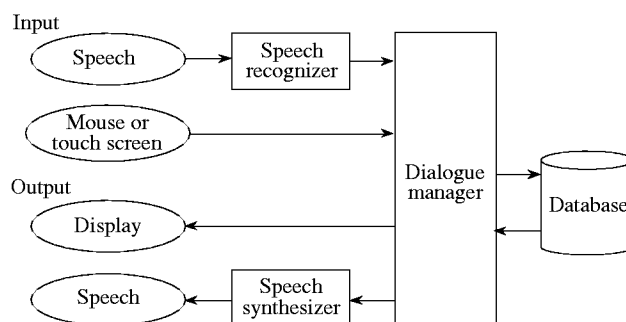 Input
Speech
Speech
recognizer
Mouse or
touch screen
Dialogue
manager
Database
Output
Display
Speech
Speech
synthesizer